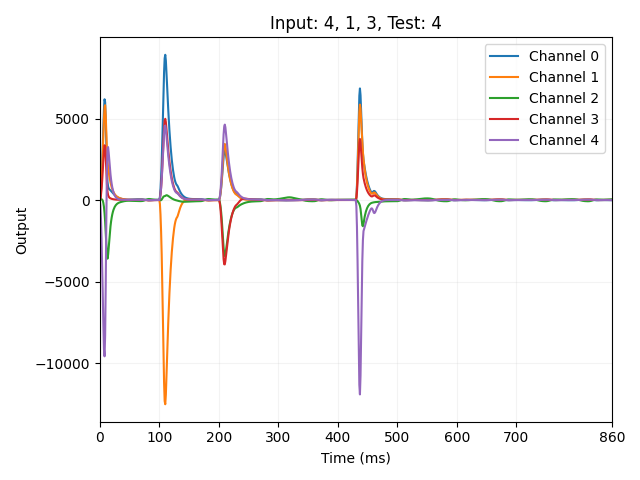 Input: 4, 1, 3, Test: 4
Channel 0
Channel 1
Channel 2
Channel 3
Channel 4
5000
0
−5000
−10000
Output
0 100 200 300 400 500 600 700 860
Time (ms)